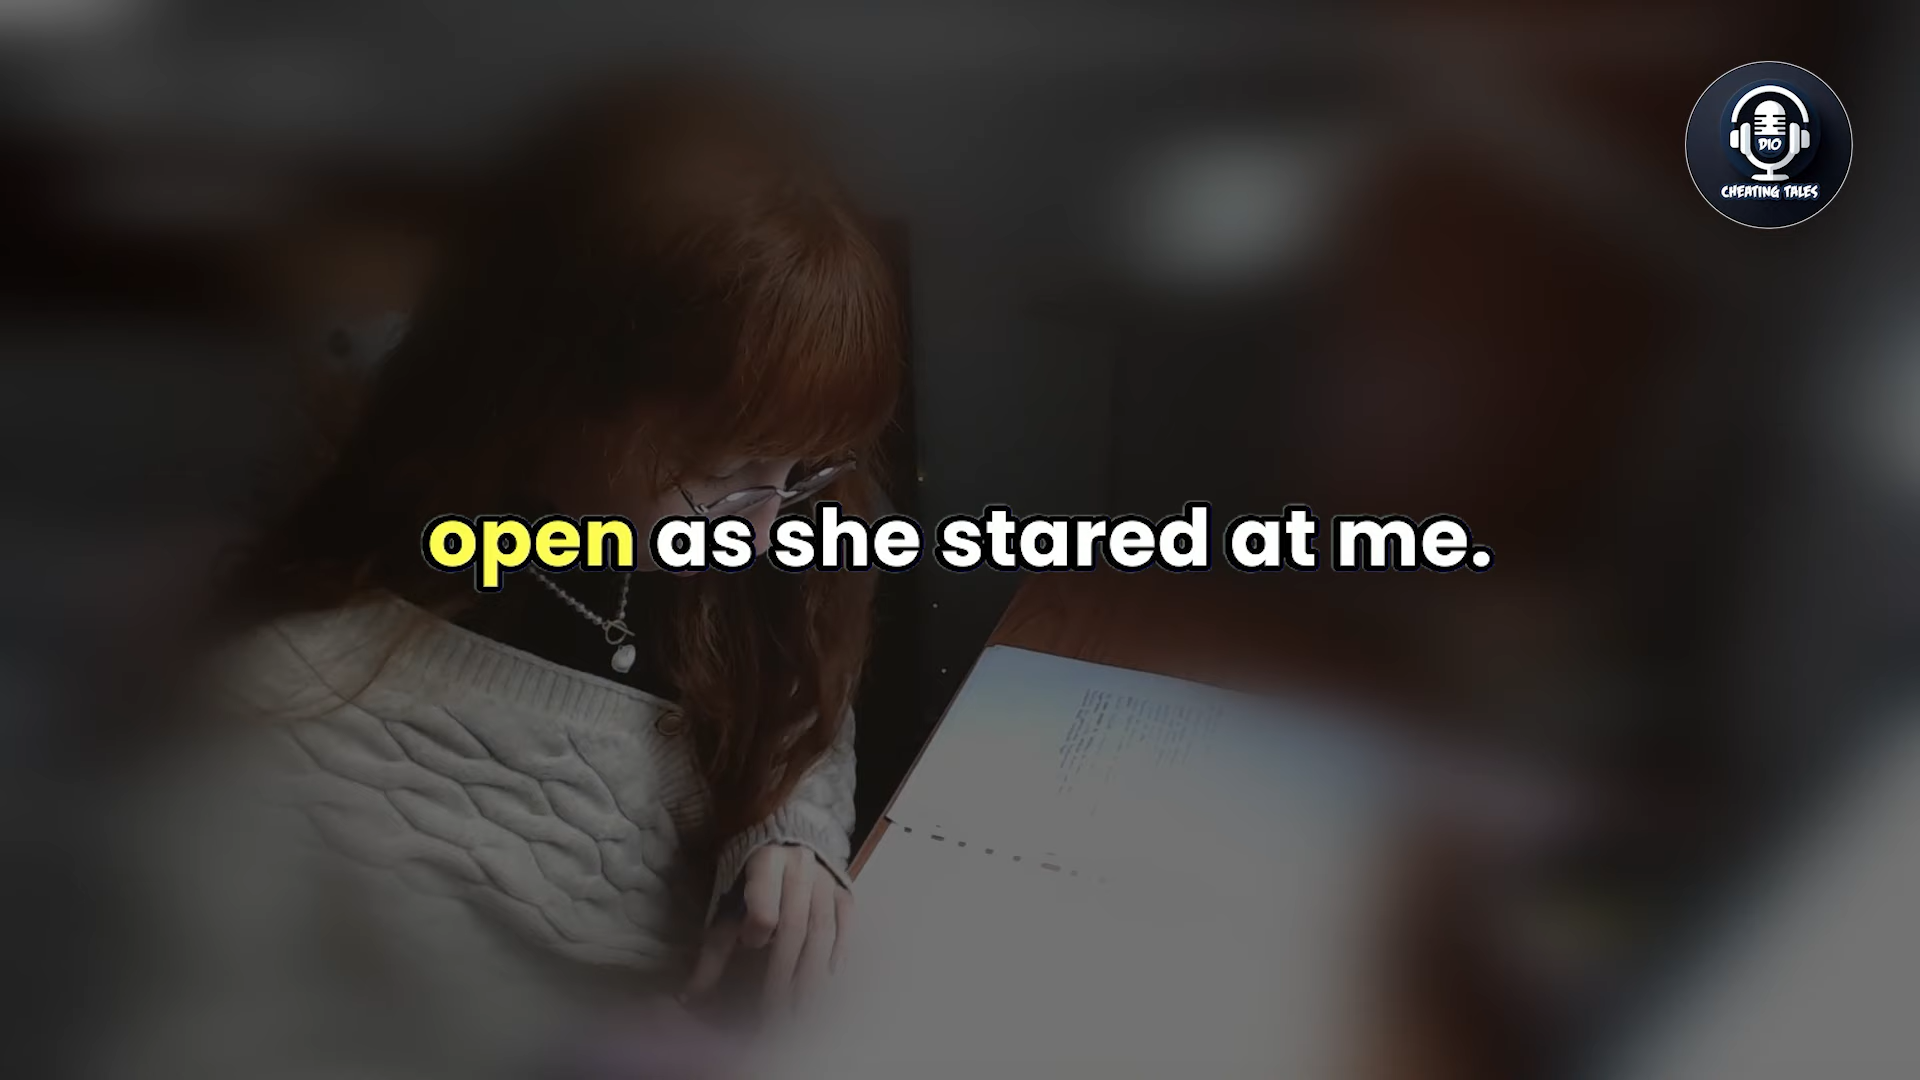 DIO
CHEATING TALES
open as she stared at me.